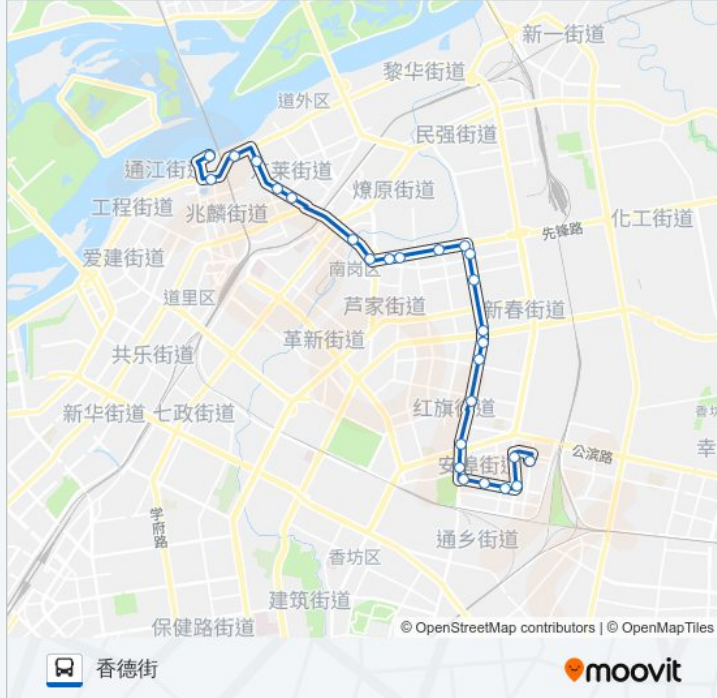 新一街道
黎华街道
道外区
民强街道
通江街道
东莱街道
燎原街道
工程街道
兆麟街道
化工街道
先锋路
爱建街道
南岗区
道里区
芦家街道
新春街道
革新街道
共乐街道
红旗街道
香坊
新华街道
七政街道
幸
公滨路
安埠街道
学府路
通乡街道
香坊区
建筑街道
保健路街道
© OpenStreetMap contributors | © OpenMapTiles
香德街
moovit